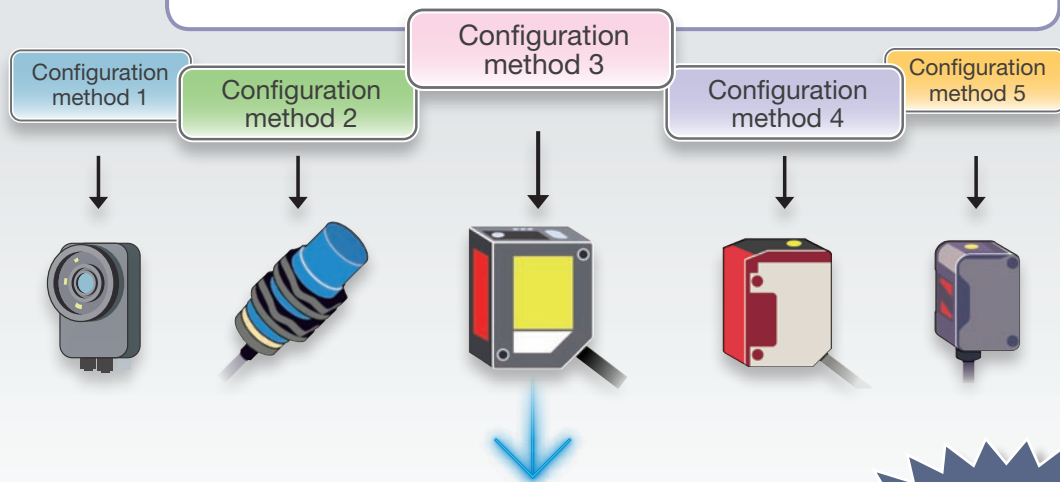 Configuration
method 1
Configuration
method 2
Configuration
method 3
Configuration
method 4
Configuration
method 5